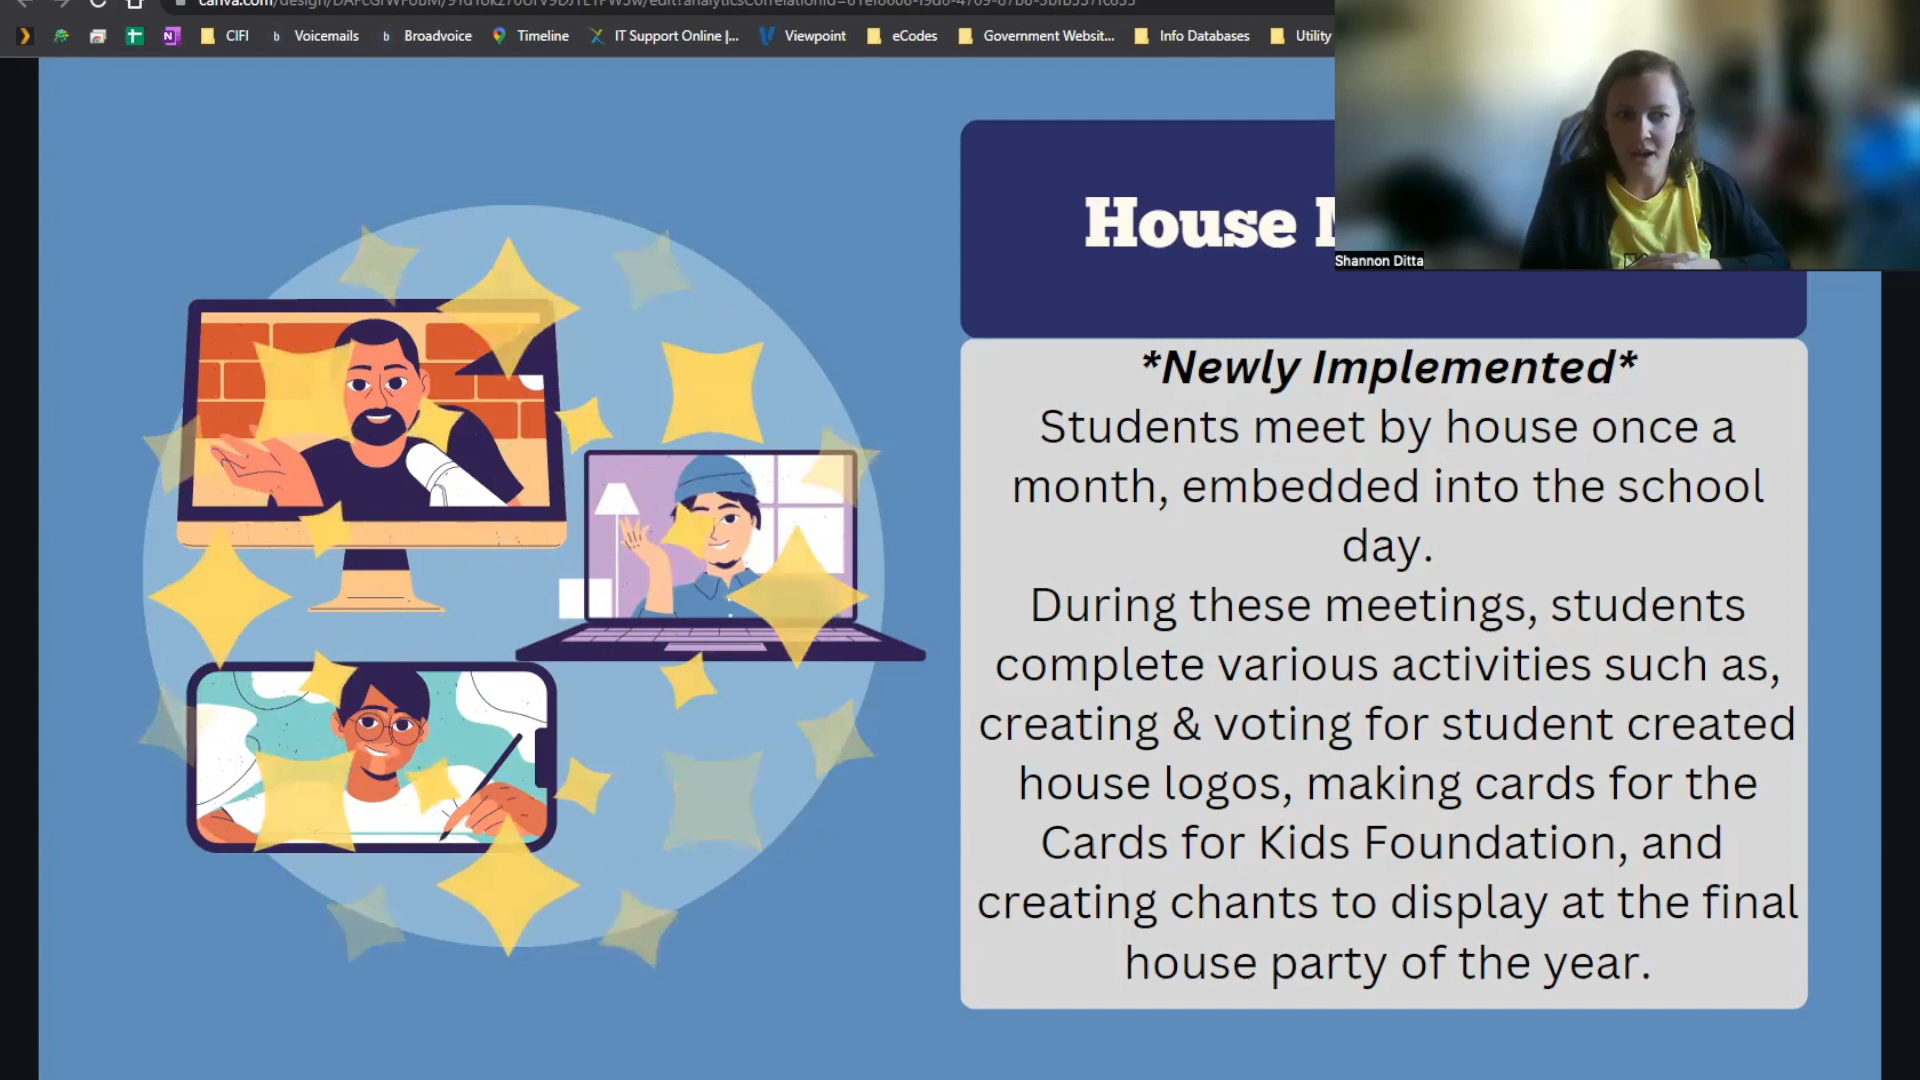 CIFI
Voicemails
Broadvoice
Timeline
IT Support Online |...
Viewpoint
eCodes
Government Websit...
Info Databases
Utility
House
Shannon Ditta
*Newly Implemented*
Students meet by house once a
month, embedded into the school
day.
During these meetings, students
complete various activities such as,
creating & voting for student created
house logos, making cards for the
Cards for Kids Foundation, and
creating chants to display at the final
house party of the year.